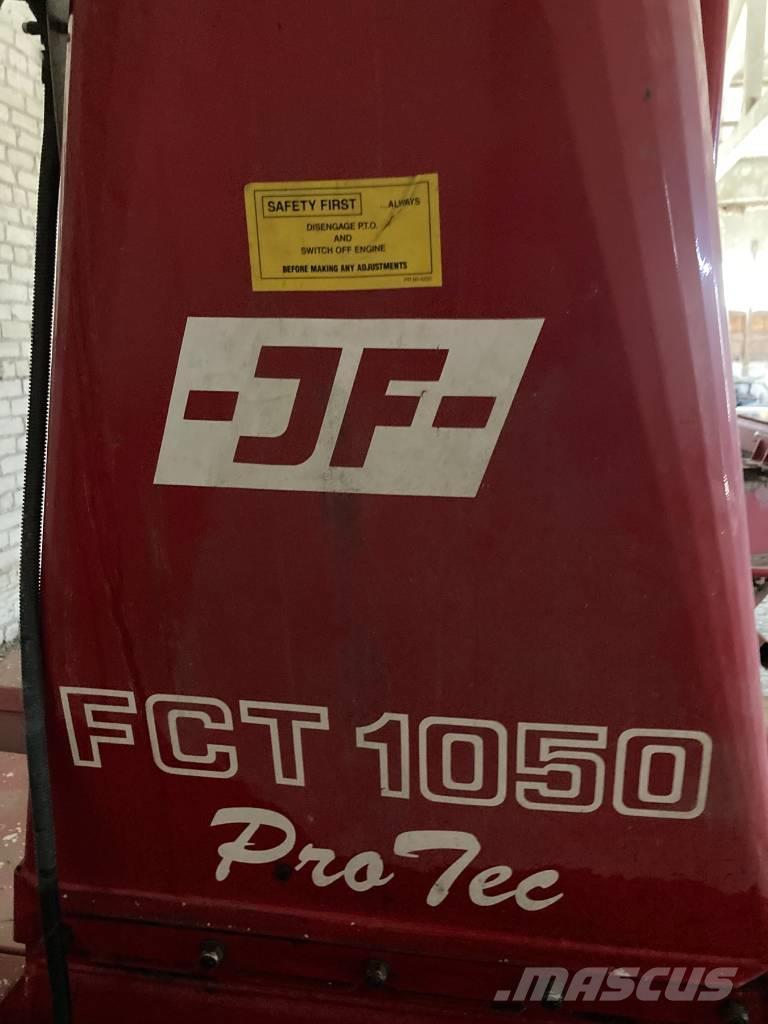 SAFETY FIRST ...ALWAYS
DISENGAGE P.T.O.
AND
SWITCH OFF ENGINE
BEFORE MAKING ANY ADJUSTMENTS
-JF-
FCT 1050
ProTec
MASCUS